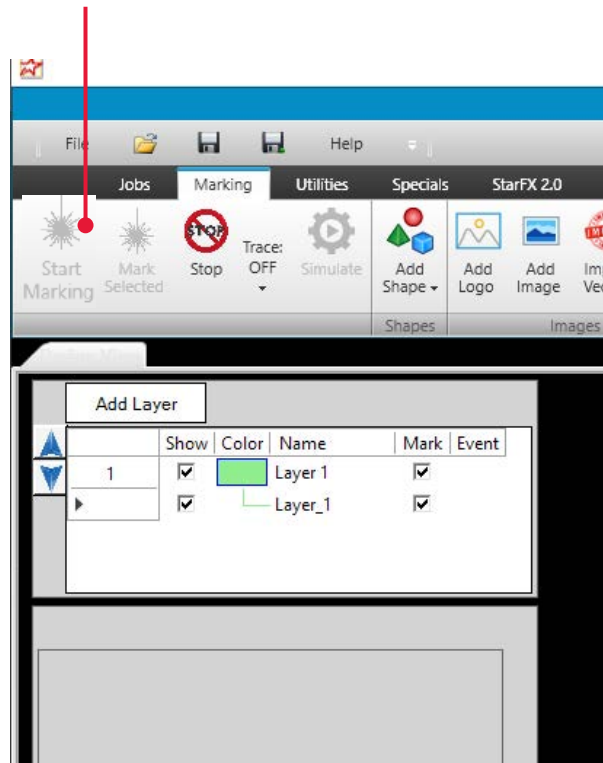 File Help
Jobs Marking Utilities Specials StarFX 2.0
STOP
Start Marking
Mark Selected
Stop
Trace: OFF
Simulate
Add Shape
Add Logo
Add Image
Shapes Images
Add Layer
Show Color Name Mark Event
1 Layer 1
Layer_1